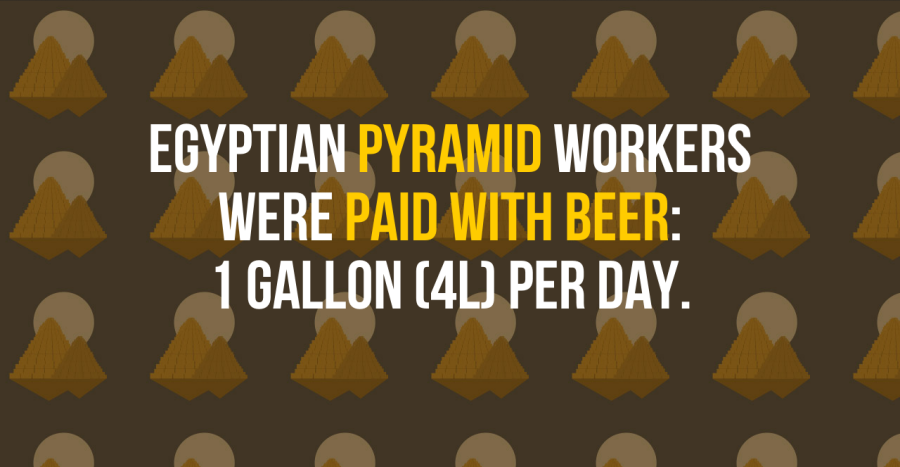 EGYPTIAN PYRAMID WORKERS
WERE PAID WITH BEER:
1 GALLON (4L) PER DAY.